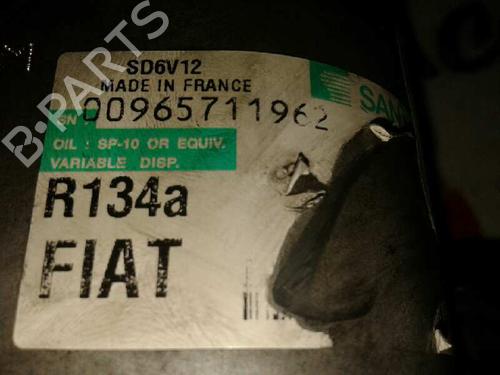 SD6V12
MADE IN FRANCE
SN 00965711962
OIL : SP-10 OR EQUIV.
VARIABLE DISP.
R134a
FIAT
B-PARTS